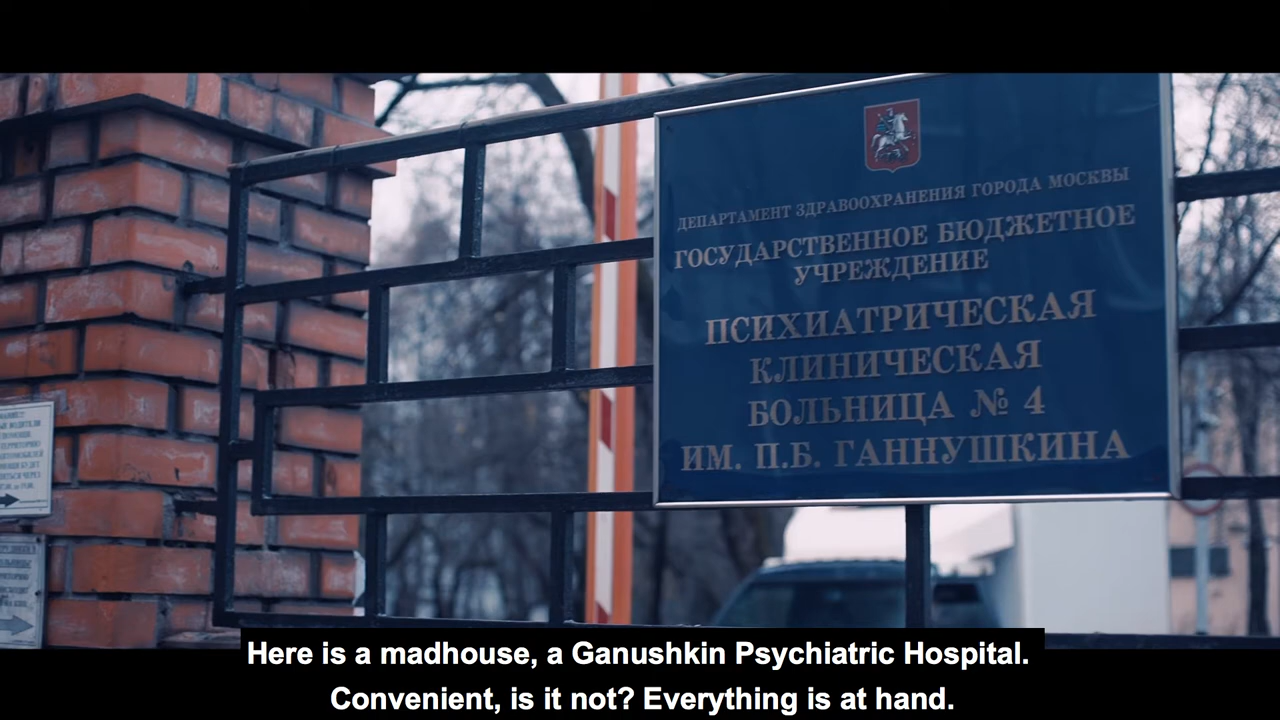 ДЕПАРТАМЕНТ ЗДРАВООХРАНЕНИЯ ГОРОДА МОСКВЫ
ГОСУДАРСТВЕННОЕ БЮДЖЕТНОЕ
УЧРЕЖДЕНИЕ
ПСИХИАТРИЧЕСКАЯ
КЛИНИЧЕСКАЯ
БОЛЬНИЦА № 4
ИМ. П.Б. ГАННУШКИНА
Here is a madhouse, a Ganushkin Psychiatric Hospital.
Convenient, is it not? Everything is at hand.